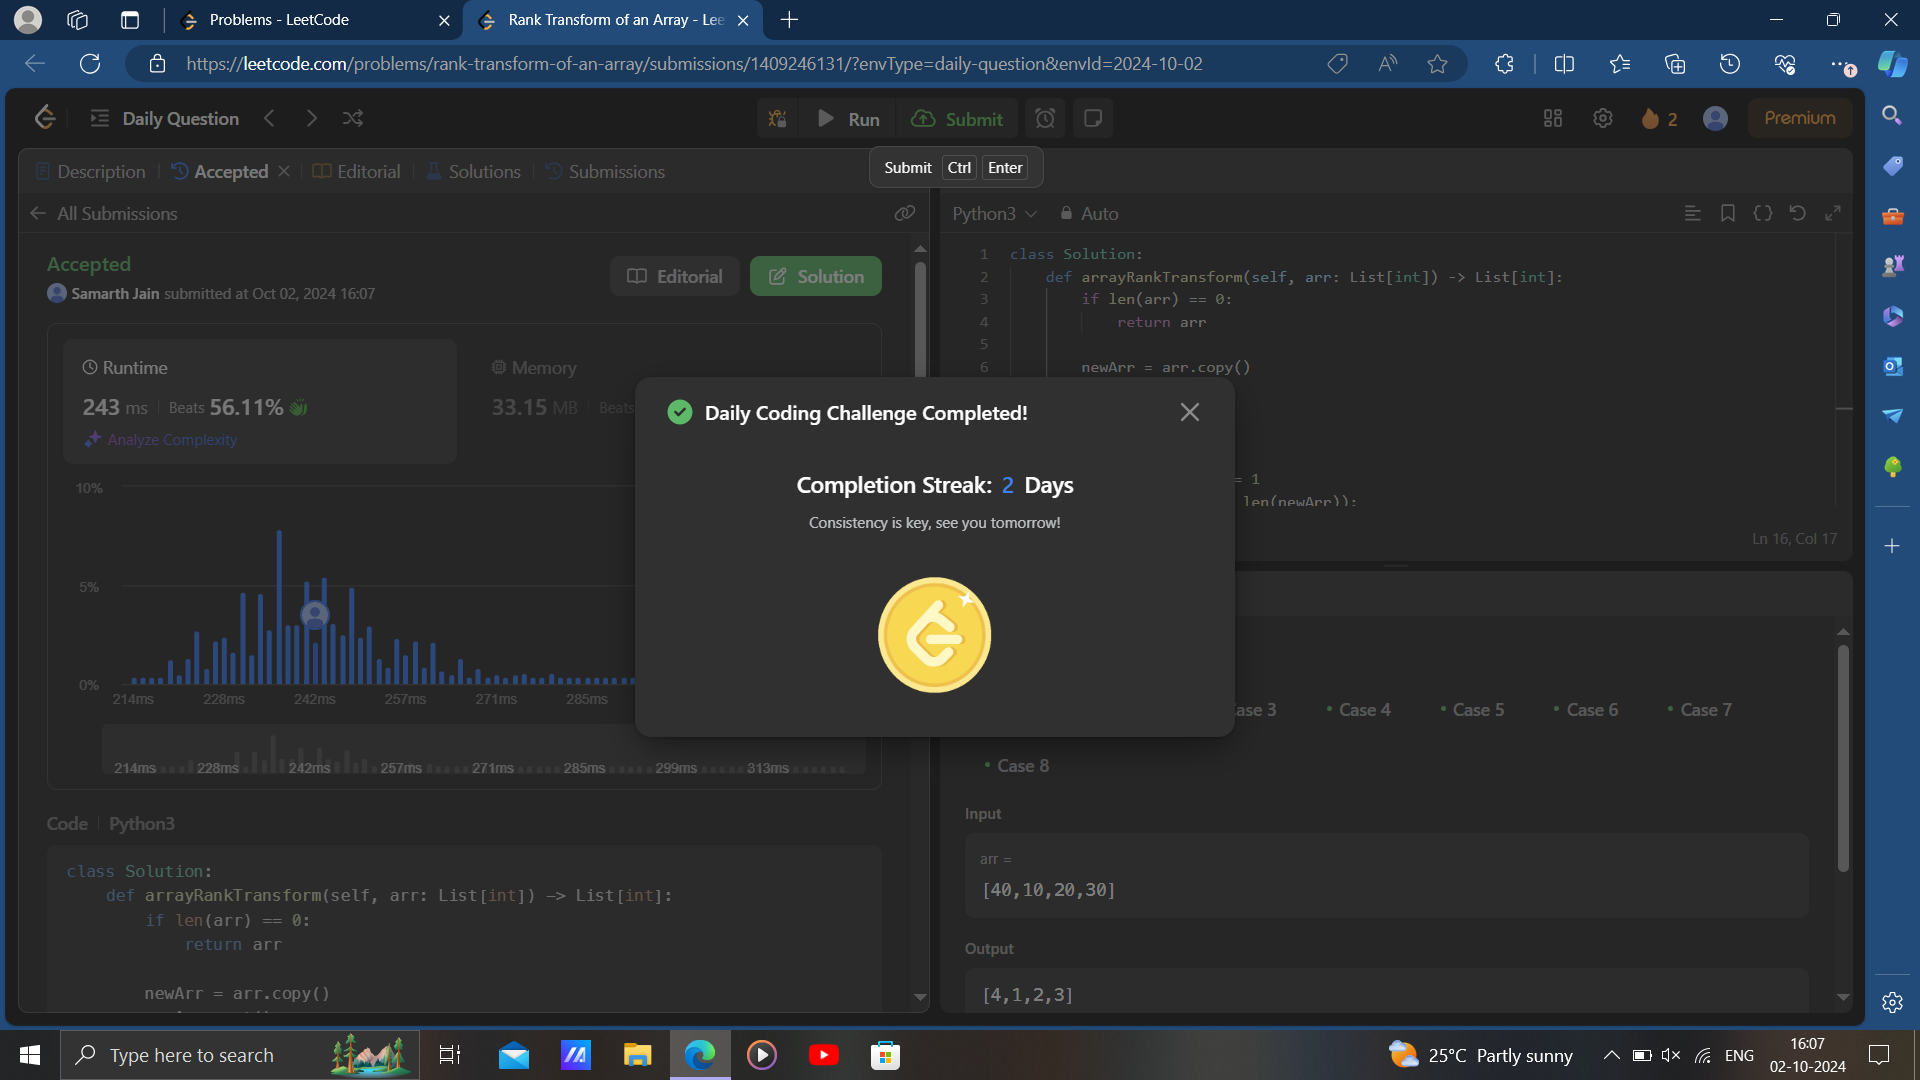 Problems - LeetCode
Rank Transform of an Array - Lee
https://leetcode.com/problems/rank-transform-of-an-array/submissions/1409246131/?envType=daily-question&envId=2024-10-02
Daily Question
Run
Submit
2
Premium
Description
Accepted
Editorial
Solutions
Submissions
Submit Ctrl Enter
All Submissions
Python3
Auto
Accepted
Samarth Jain submitted at Oct 02, 2024 16:07
Editorial
Solution
Runtime
243 ms Beats 56.11%
Analyze Complexity
Memory
33.15 MB Beats
10%
5%
0%
214ms 228ms 242ms 257ms 271ms 285ms
214ms 228ms 242ms 257ms 271ms 285ms 299ms 313ms
Code Python3
class Solution:
def arrayRankTransform(self, arr: List[int]) -> List[int]:
if len(arr) == 0:
return arr
newArr = arr.copy()
1 class Solution:
2 def arrayRankTransform(self, arr: List[int]) -> List[int]:
3 if len(arr) == 0:
4 return arr
5
6 newArr = arr.copy()
= 1
len(newArr)):
Ln 16, Col 17
Daily Coding Challenge Completed!
Completion Streak: 2 Days
Consistency is key, see you tomorrow!
ase 3
Case 4
Case 5
Case 6
Case 7
Case 8
Input
arr =
[40,10,20,30]
Output
[4,1,2,3]
Type here to search
25°C Partly sunny
ENG
16:07
02-10-2024